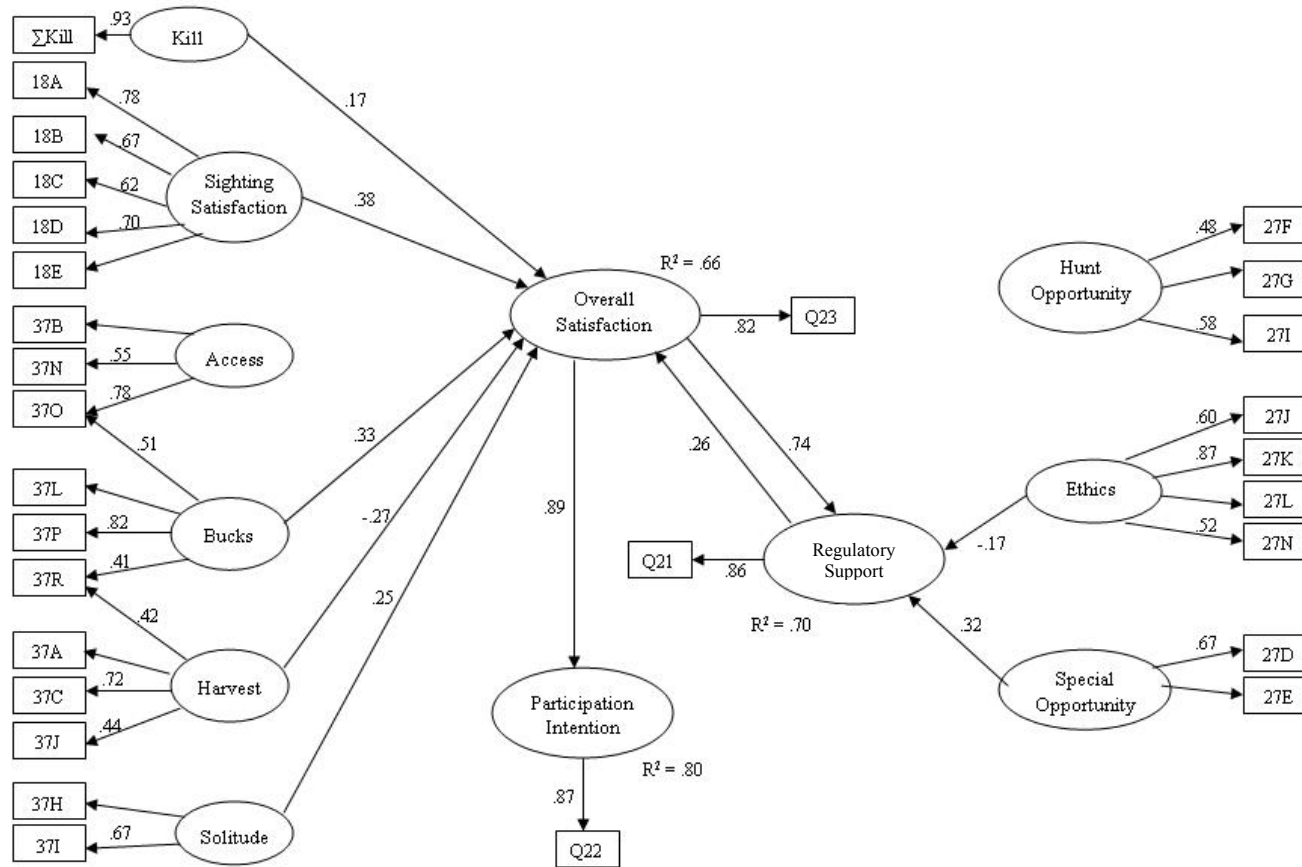 ∑Kill
.93
Kill
18A
.78
.17
18B
.67
18C
.62
Sighting
Satisfaction
.38
18D
.70
18E
R² = .66
27F
.48
Hunt
Opportunity
27G
27I
.58
Overall
Satisfaction
.82
Q23
37B
Access
37N
.55
37O
.78
.51
.33
.26
.74
27J
.60
27K
.87
Ethics
27L
27N
.52
-.17
37L
37P
.82
Bucks
37R
.41
.42
-.27
.89
.25
Q21
.86
Regulatory
Support
R² = .70
.32
37A
37C
.72
Harvest
37J
.44
Participation
Intention
R² = .80
27D
.67
Special
Opportunity
27E
37H
37I
.67
Solitude
.87
Q22